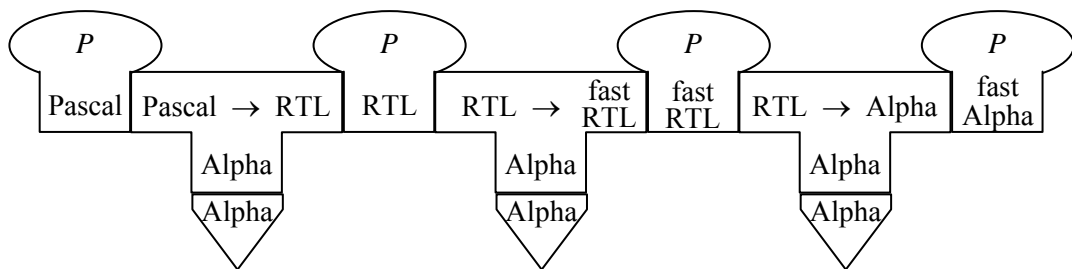 P P P P
Pascal Pascal → RTL RTL RTL → fast RTL fast RTL RTL → Alpha fast Alpha
Alpha Alpha Alpha
Alpha Alpha Alpha